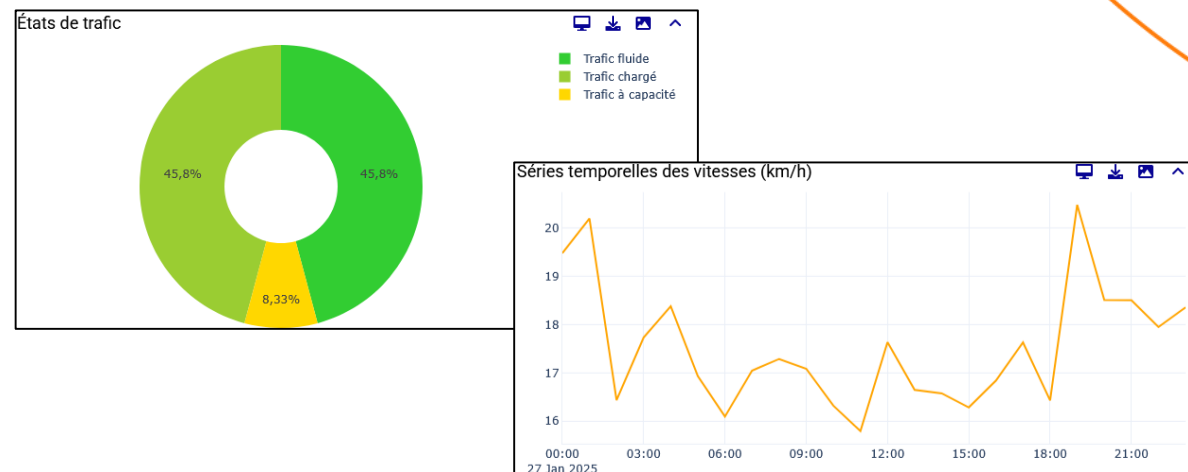 États de trafic
Trafic fluide
Trafic chargé
Trafic à capacité
45,8%
45,8%
8,33%
Séries temporelles des vitesses (km/h)
20
19
18
17
16
00:00 03:00 06:00 09:00 12:00 15:00 18:00 21:00
27 Jan 2025